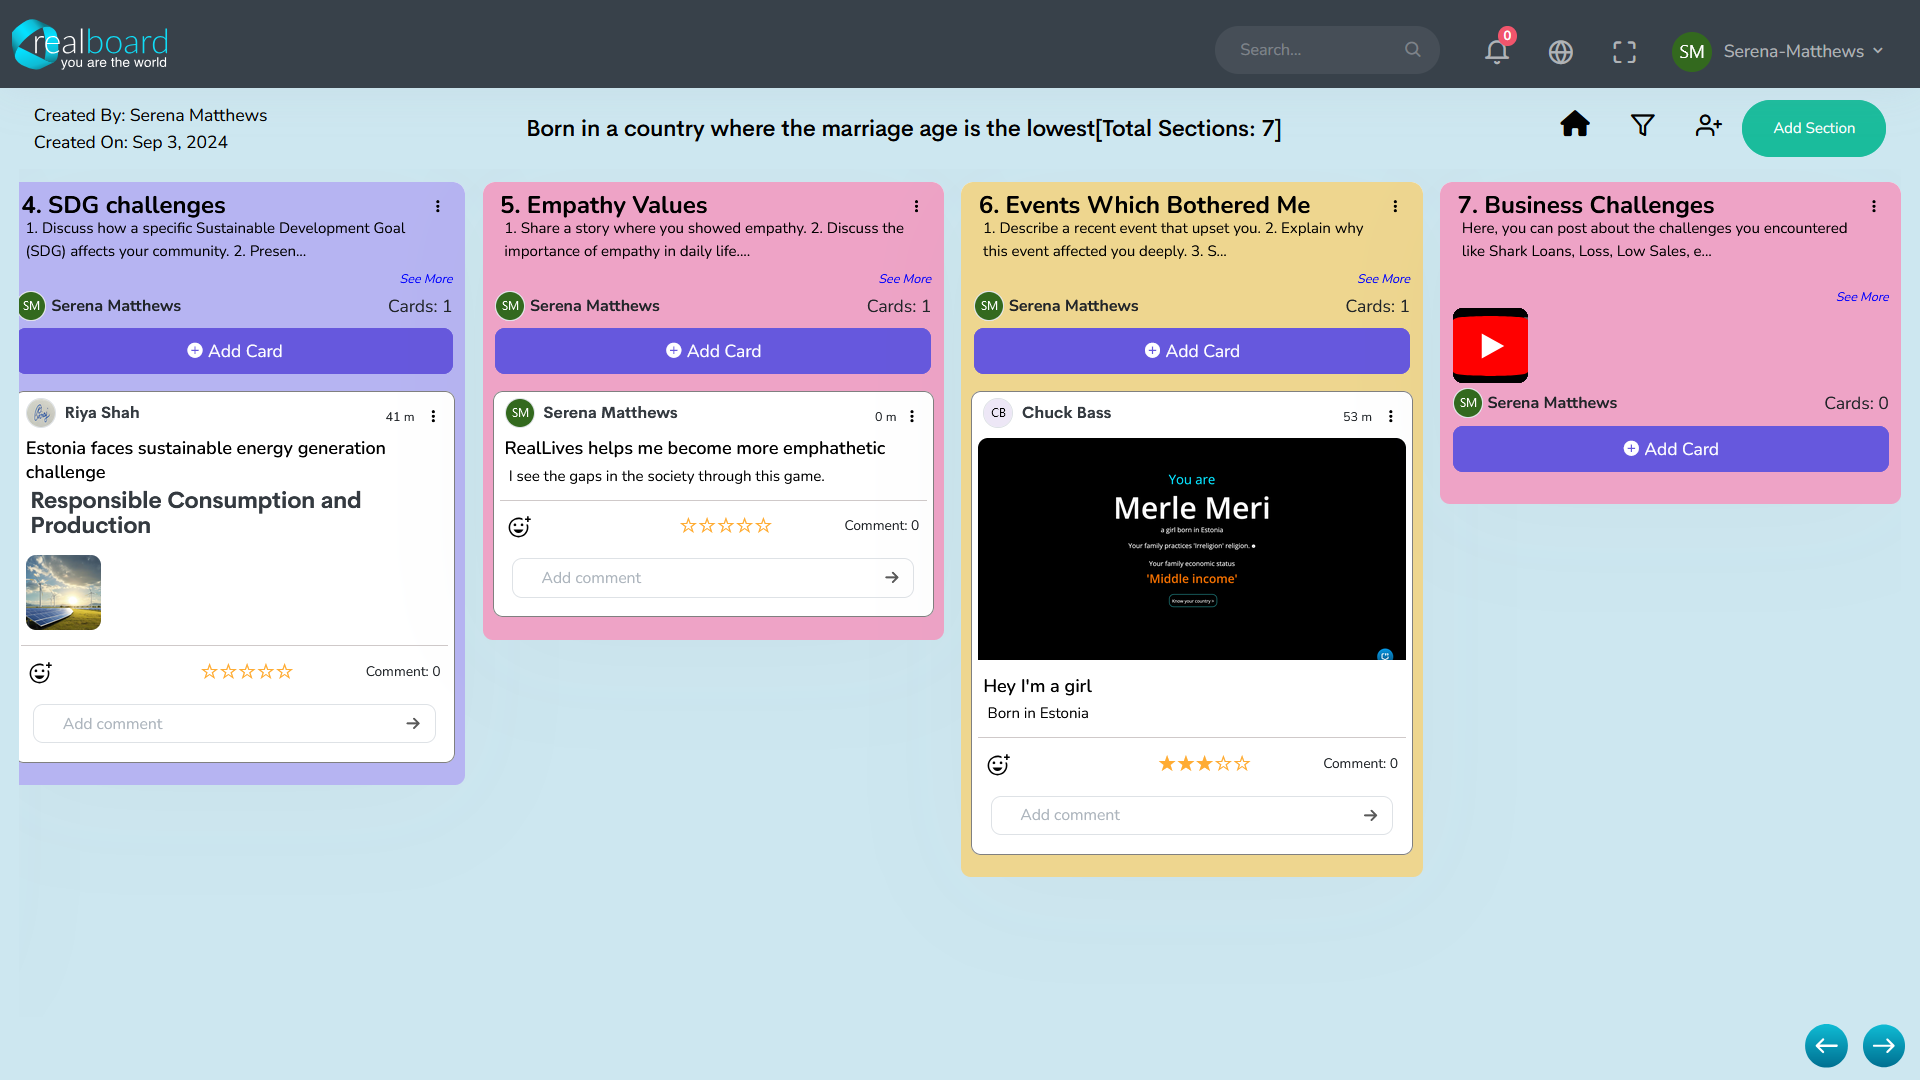 realboard
you are the world
Search...
0
SM
Serena-Matthews
Created By: Serena Matthews
Created On: Sep 3, 2024
Born in a country where the marriage age is the lowest[Total Sections: 7]
Add Section
4. SDG challenges
1. Discuss how a specific Sustainable Development Goal
(SDG) affects your community. 2. Presen...
See More
SM Serena Matthews
Cards: 1
Add Card
Riya Shah
41 m
Estonia faces sustainable energy generation
challenge
Responsible Consumption and
Production
Comment: 0
Add comment
5. Empathy Values
1. Share a story where you showed empathy. 2. Discuss the
importance of empathy in daily life....
See More
SM Serena Matthews
Cards: 1
Add Card
SM Serena Matthews
0 m
RealLives helps me become more emphathetic
I see the gaps in the society through this game.
Comment: 0
Add comment
6. Events Which Bothered Me
1. Describe a recent event that upset you. 2. Explain why
this event affected you deeply. 3. S...
See More
SM Serena Matthews
Cards: 1
Add Card
CB Chuck Bass
53 m
You are
Merle Meri
a girl born in Estonia
Your family practices 'Irreligion' religion.
Your family economic status
'Middle income'
Know your country
Hey I'm a girl
Born in Estonia
Comment: 0
Add comment
7. Business Challenges
Here, you can post about the challenges you encountered
like Shark Loans, Loss, Low Sales, e...
See More
SM Serena Matthews
Cards: 0
Add Card